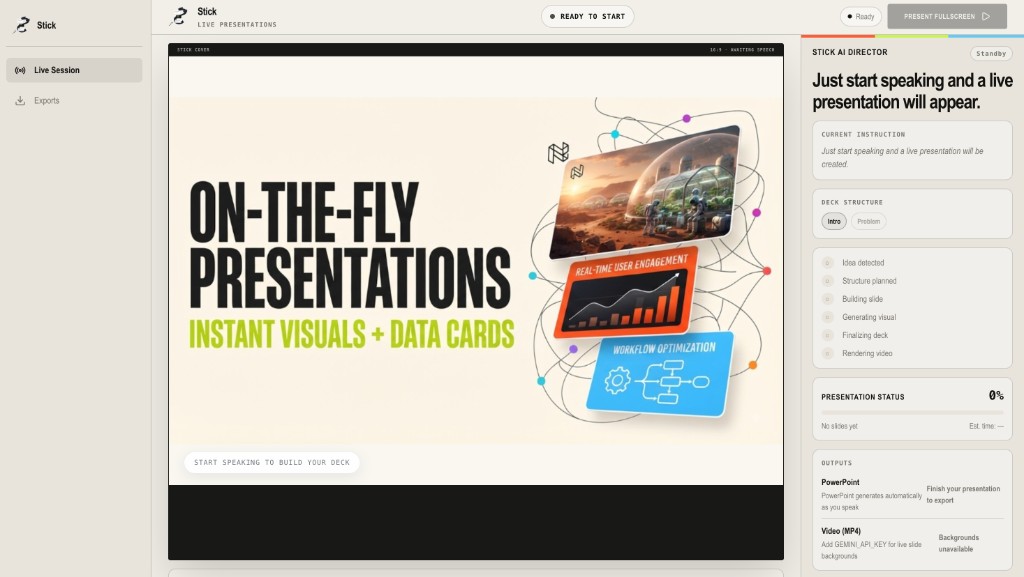 Stick
Live Session
Exports
Stick
LIVE PRESENTATIONS
READY TO START
Ready
PRESENT FULLSCREEN
STICK COVER
16:9 · AWAITING SPEECH
ON-THE-FLY
PRESENTATIONS
INSTANT VISUALS + DATA CARDS
REAL-TIME USER ENGAGEMENT
WORKFLOW OPTIMIZATION
START SPEAKING TO BUILD YOUR DECK
STICK AI DIRECTOR
Standby
Just start speaking and a live
presentation will appear.
CURRENT INSTRUCTION
Just start speaking and a live presentation will be
created.
DECK STRUCTURE
Intro
Problem
Idea detected
Structure planned
Building slide
Generating visual
Finalizing deck
Rendering video
PRESENTATION STATUS
0%
No slides yet
Est. time: —
OUTPUTS
PowerPoint
PowerPoint generates automatically
as you speak
Finish your presentation
to export
Video (MP4)
Add GEMINI_API_KEY for live slide
backgrounds
Backgrounds
unavailable